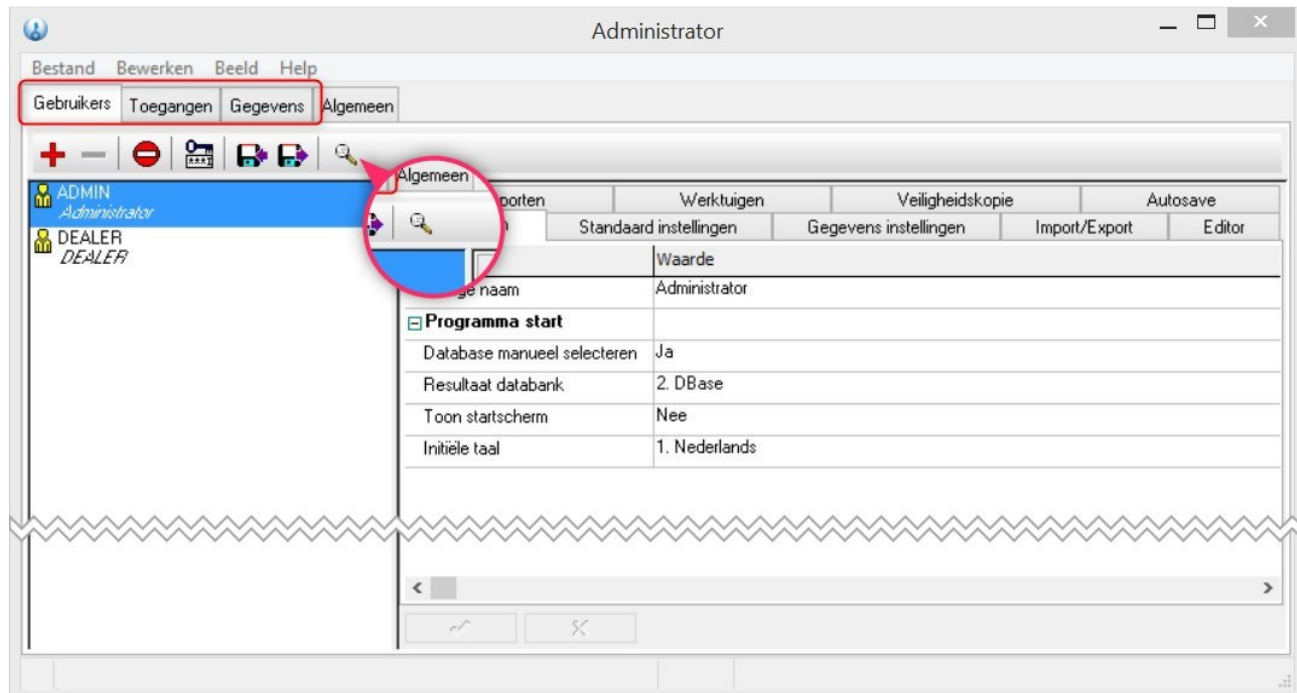 Administrator
Bestand Bewerken Beeld Help
Gebruikers Toegangen Gegevens Algemeen
ADMIN
Administrator
DEALER
DEALER
Algemeen
Werktuigen Veiligheidskopie Autosave
Standaard instellingen Gegevens instellingen Import/Export Editor
Waarde
naam Administrator
Programma start
Database manueel selecteren Ja
Resultaat databank 2. DBase
Toon startscherm Nee
Initiële taal 1. Nederlands